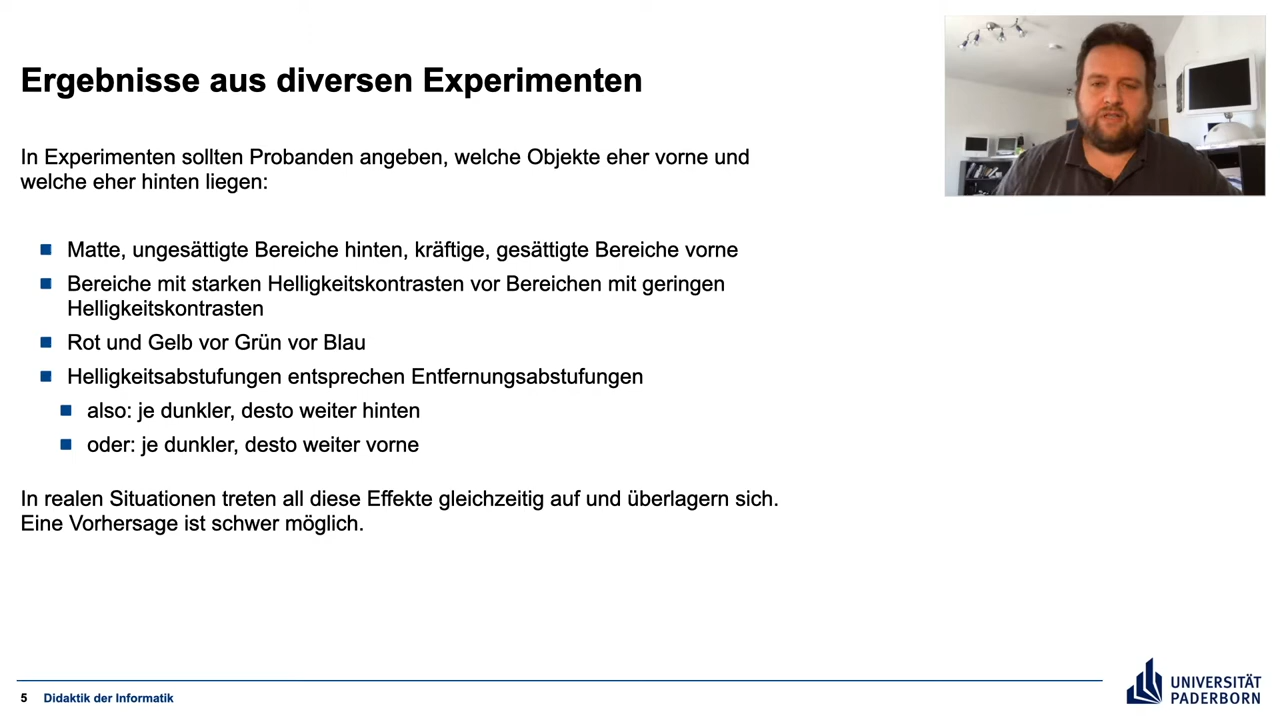 Ergebnisse aus diversen Experimenten
In Experimenten sollten Probanden angeben, welche Objekte eher vorne und
welche eher hinten liegen:
Matte, ungesättigte Bereiche hinten, kräftige, gesättigte Bereiche vorne
Bereiche mit starken Helligkeitskontrasten vor Bereichen mit geringen
Helligkeitskontrasten
Rot und Gelb vor Grün vor Blau
Helligkeitsabstufungen entsprechen Entfernungsabstufungen
also: je dunkler, desto weiter hinten
oder: je dunkler, desto weiter vorne
In realen Situationen treten all diese Effekte gleichzeitig auf und überlagern sich.
Eine Vorhersage ist schwer möglich.
5 Didaktik der Informatik
UNIVERSITÄT
PADERBORN